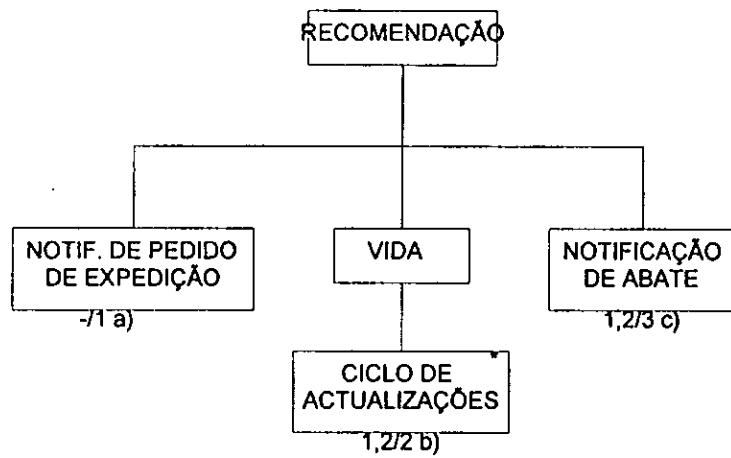 RECOMENDAÇÃO
NOTIF. DE PEDIDO
DE EXPEDIÇÃO
-/1 a)
VIDA
NOTIFICAÇÃO
DE ABATE
1,2/3 c)
CICLO DE
ACTUALIZAÇÕES
1,2/2 b)